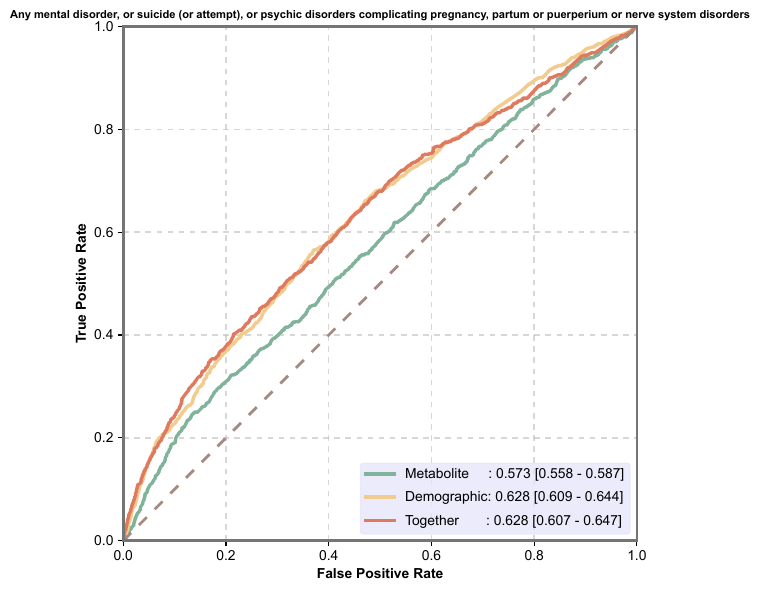 Any mental disorder, or suicide (or attempt), or psychic disorders complicating pregnancy, partum or puerperium or nerve system disorders
1.0
0.8
0.6
0.4
0.2
0.0
True Positive Rate
Metabolite : 0.573 [0.558 - 0.587]
Demographic: 0.628 [0.609 - 0.644]
Together : 0.628 [0.607 - 0.647]
0.0 0.2 0.4 0.6 0.8 1.0
False Positive Rate